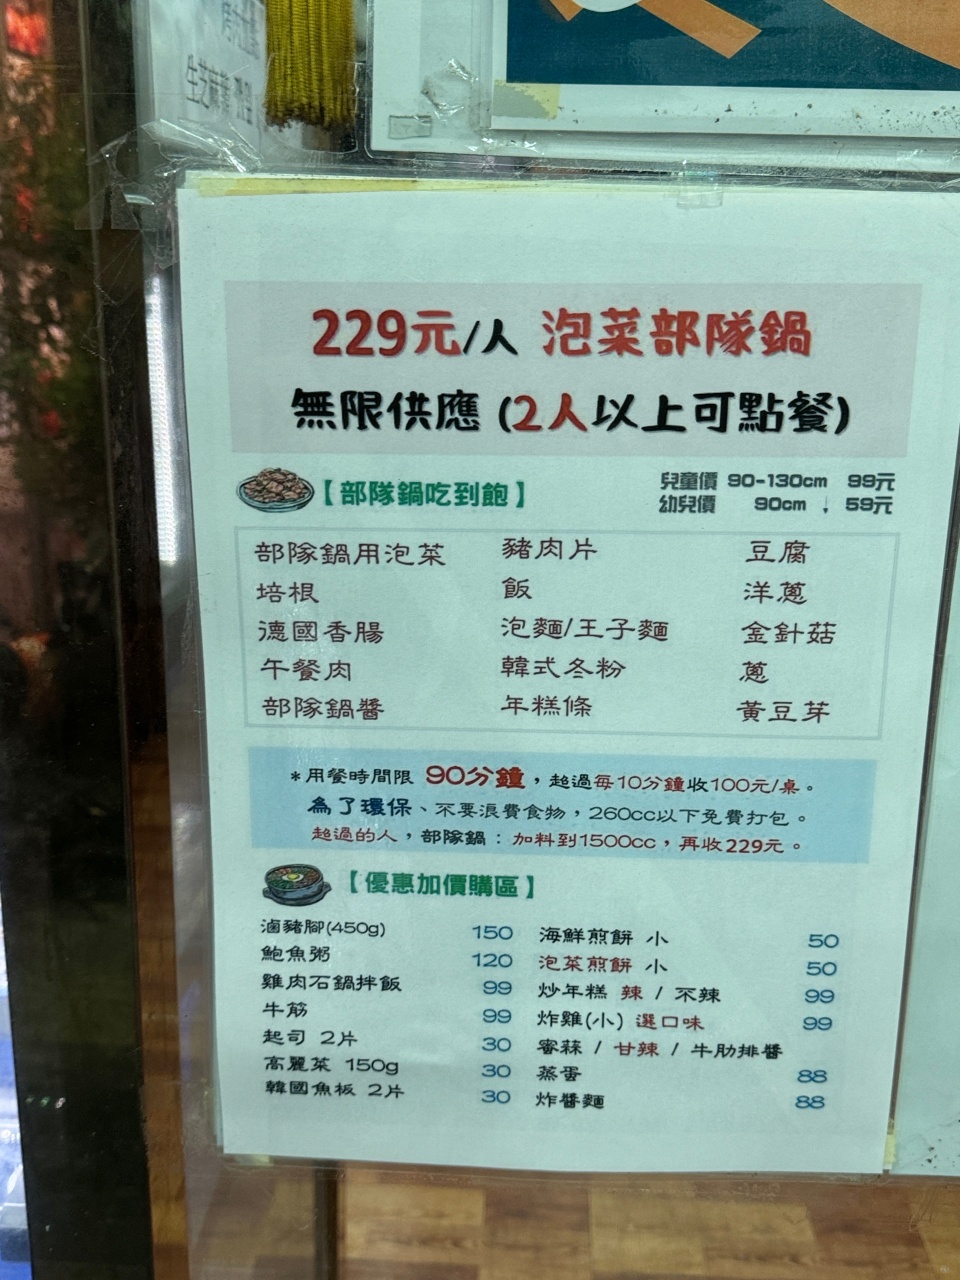 生芝麻
229元/人 泡菜部隊鍋
無限供應 (2人以上可點餐)
【部隊鍋吃到飽】
兒童價 90-130cm 99元
幼兒價 90cm ↓ 59元
部隊鍋用泡菜 豬肉片 豆腐
培根 飯 洋蔥
德國香腸 泡麵/王子麵 金針菇
午餐肉 韓式冬粉 蔥
部隊鍋醬 年糕條 黃豆芽
*用餐時間限 90分鐘，超過每10分鐘收100元/桌。
為了環保、不要浪費食物，260cc以下免費打包。
超過的人，部隊鍋：加料到1500cc，再收229元。
【優惠加價購區】
滷豬腳(450g) 150
鮑魚粥 120
雞肉石鍋拌飯 99
牛筋 99
起司 2片 30
高麗菜 150g 30
韓國魚板 2片 30
海鮮煎餅 小 50
泡菜煎餅 小 50
炒年糕 辣 / 不辣 99
炸雞(小) 選口味 99
蜜蒜 / 甘辣 / 牛肋排醬
蒸蛋 88
炸醬麵 88